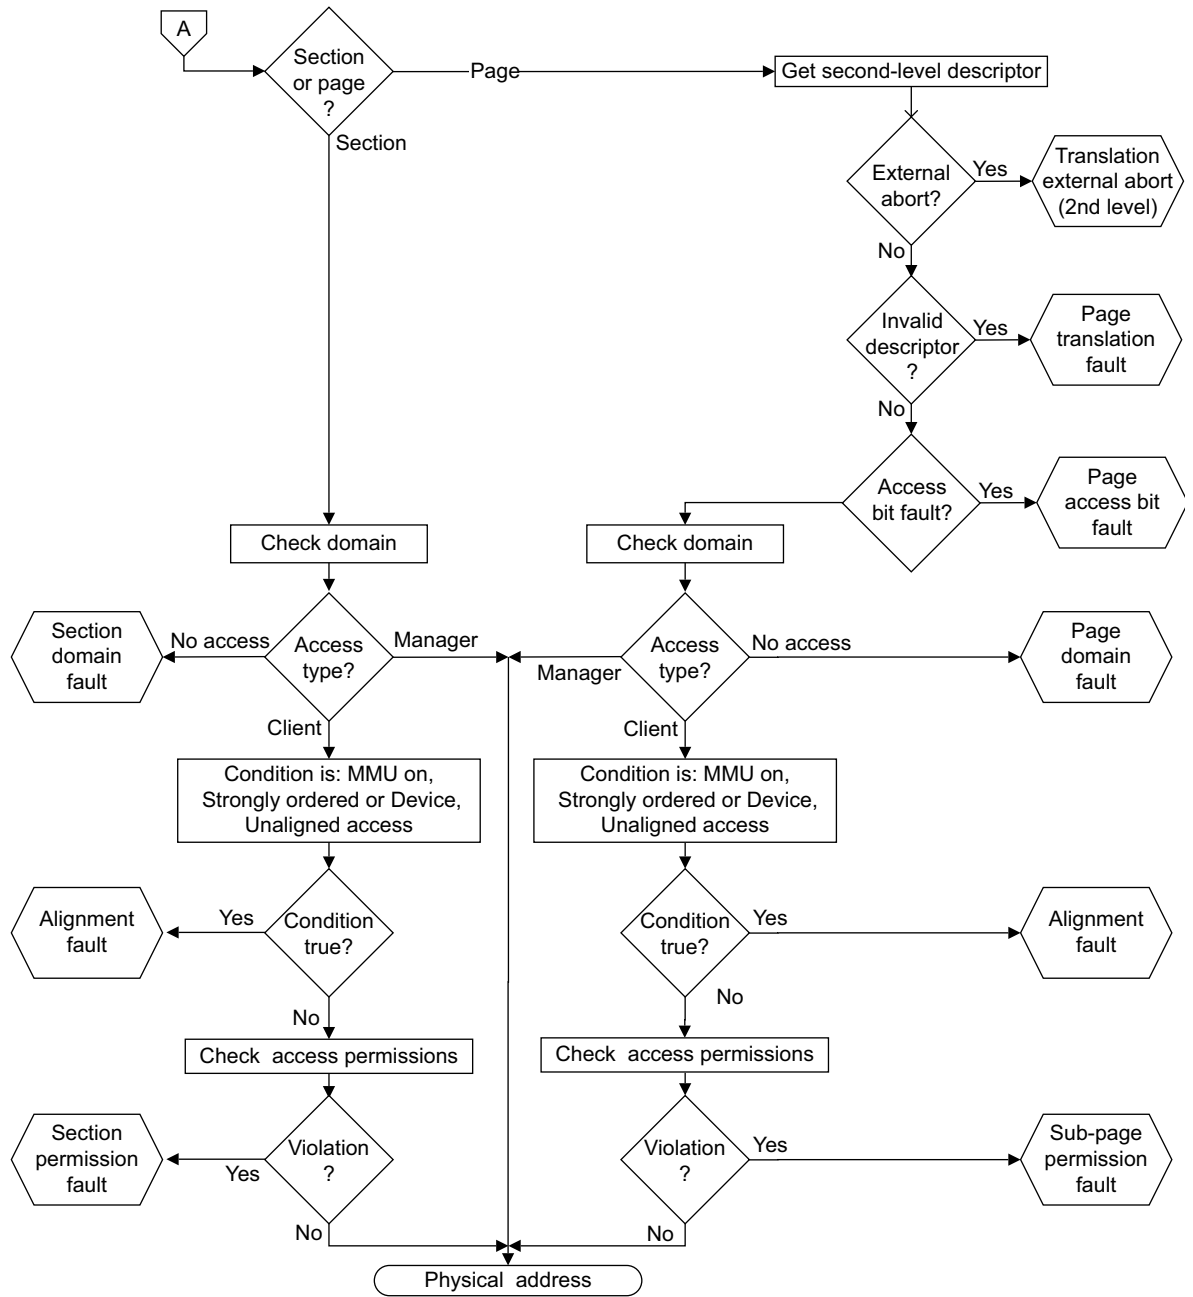 A
Section
or page
?
Page
Get second-level descriptor
Section
External
abort?
Yes
Translation
external abort
(2nd level)
No
Invalid
descriptor
?
Yes
Page
translation
fault
No
Access
bit fault?
Yes
Page
access bit
fault
Check domain
Check domain
Section
domain
fault
No access
Access
type?
Manager
Manager
Access
type?
No access
Page
domain
fault
Client
Client
Condition is: MMU on,
Strongly ordered or Device,
Unaligned access
Condition is: MMU on,
Strongly ordered or Device,
Unaligned access
Alignment
fault
Yes
Condition
true?
Condition
true?
Yes
Alignment
fault
No
No
Check access permissions
Check access permissions
Section
permission
fault
Yes
Violation
?
Violation
?
Yes
Sub-page
permission
fault
No
No
Physical address